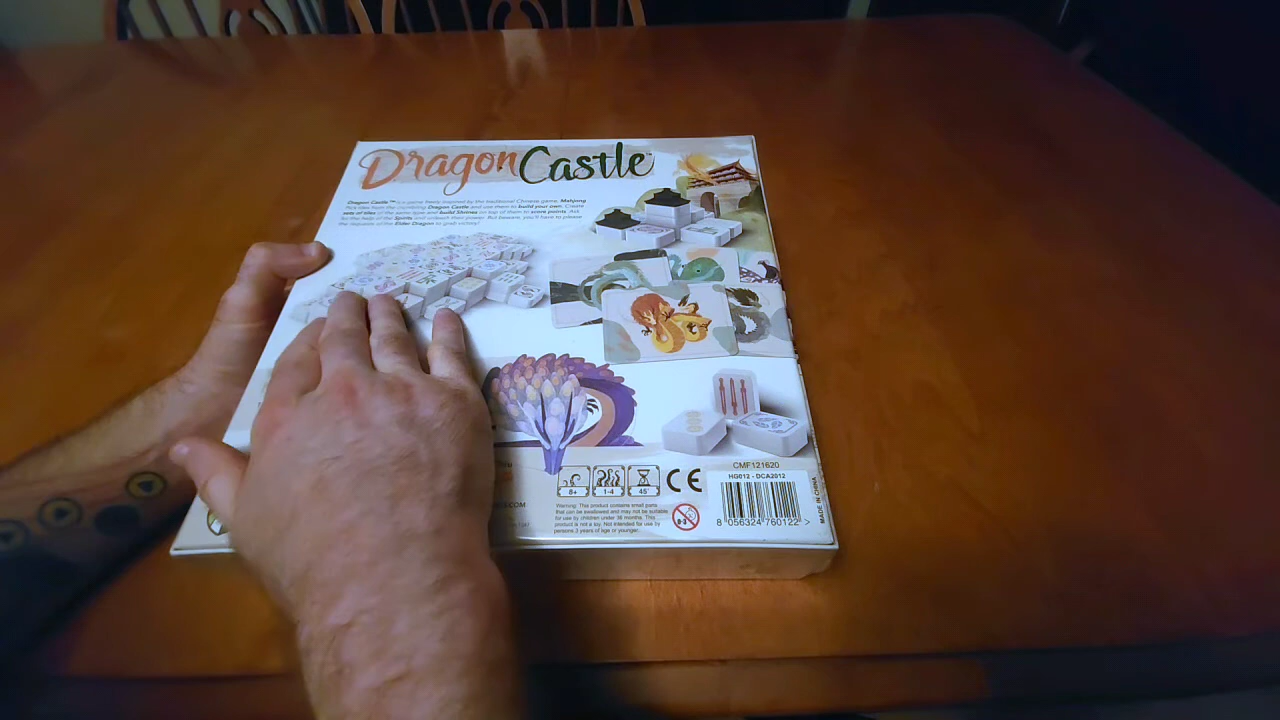 Dragon Castle™
Dragon Castle™ is a game freely inspired by the traditional Chinese game, Mahjong.
Pick tiles from the crumbling Dragon Castle and use them to build your own. Create
sets of tiles of the same type and build Shrines on top of them to score points. Ask
for the help of the Spirits and unleash their power. But beware, you'll have to please
the requests of the Elder Dragon to grab victory!
8+
1-4
45'
CE
CMF121620
HG012 - DCA2012
Warning: This product contains small parts
that can be swallowed and may not be suitable
for use by children under 36 months. This
product is not a toy. Not intended for use by
persons 3 years of age or younger.
0-3
8 056324 760122 >
MADE IN CHINA
.COM